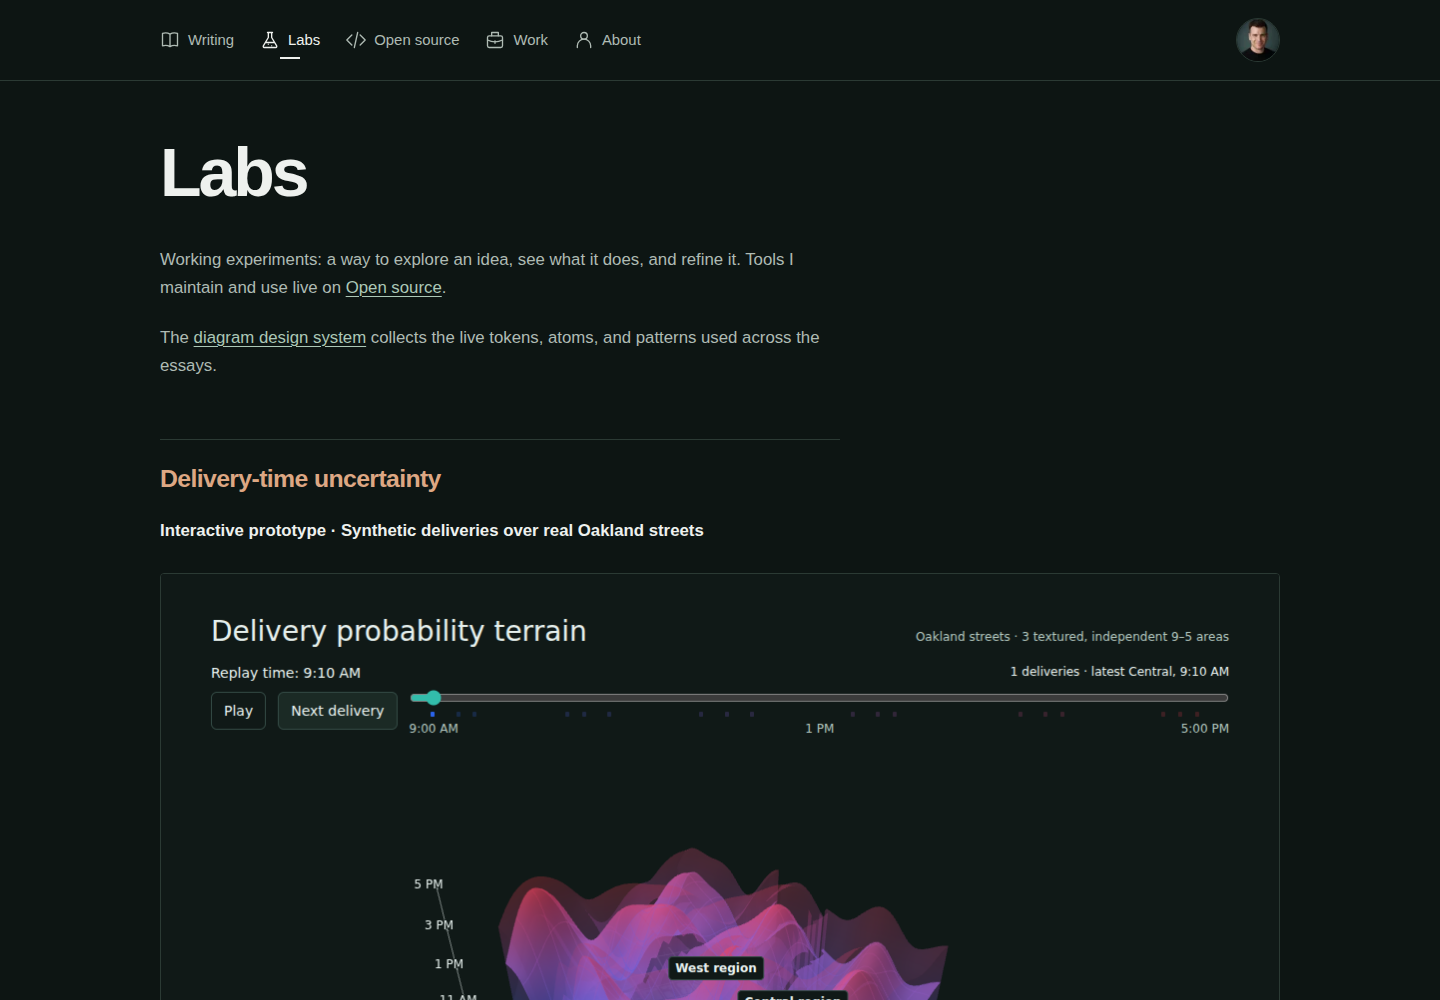 Writing
Labs
Open source
Work
About
Labs
Working experiments: a way to explore an idea, see what it does, and refine it. Tools I
maintain and use live on Open source.
The diagram design system collects the live tokens, atoms, and patterns used across the
essays.
Delivery-time uncertainty
Interactive prototype · Synthetic deliveries over real Oakland streets
Delivery probability terrain
Oakland streets · 3 textured, independent 9–5 areas
Replay time: 9:10 AM
1 deliveries · latest Central, 9:10 AM
Play
Next delivery
9:00 AM
1 PM
5:00 PM
5 PM
3 PM
1 PM
West region
11 AM
Central region